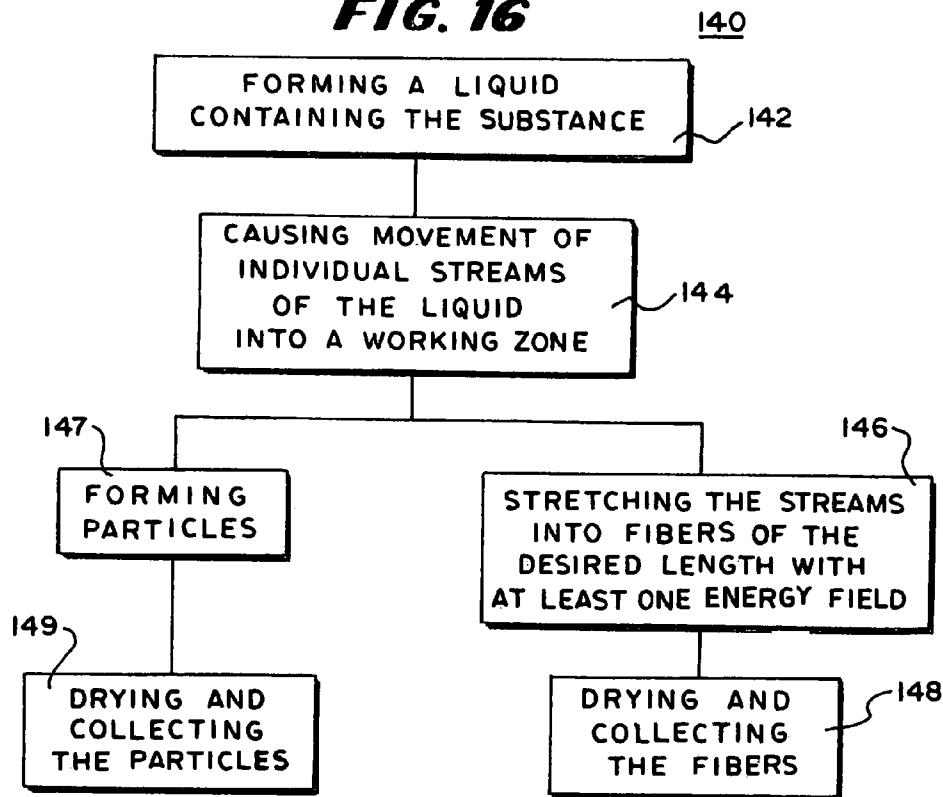 FIG. 16
140
FORMING A LIQUID
CONTAINING THE SUBSTANCE
142
CAUSING MOVEMENT OF
INDIVIDUAL STREAMS
OF THE LIQUID
INTO A WORKING ZONE
144
147
FORMING
PARTICLES
146
STRETCHING THE STREAMS
INTO FIBERS OF THE
DESIRED LENGTH WITH
AT LEAST ONE ENERGY FIELD
149
DRYING AND
COLLECTING
THE PARTICLES
DRYING AND
COLLECTING
THE FIBERS
148